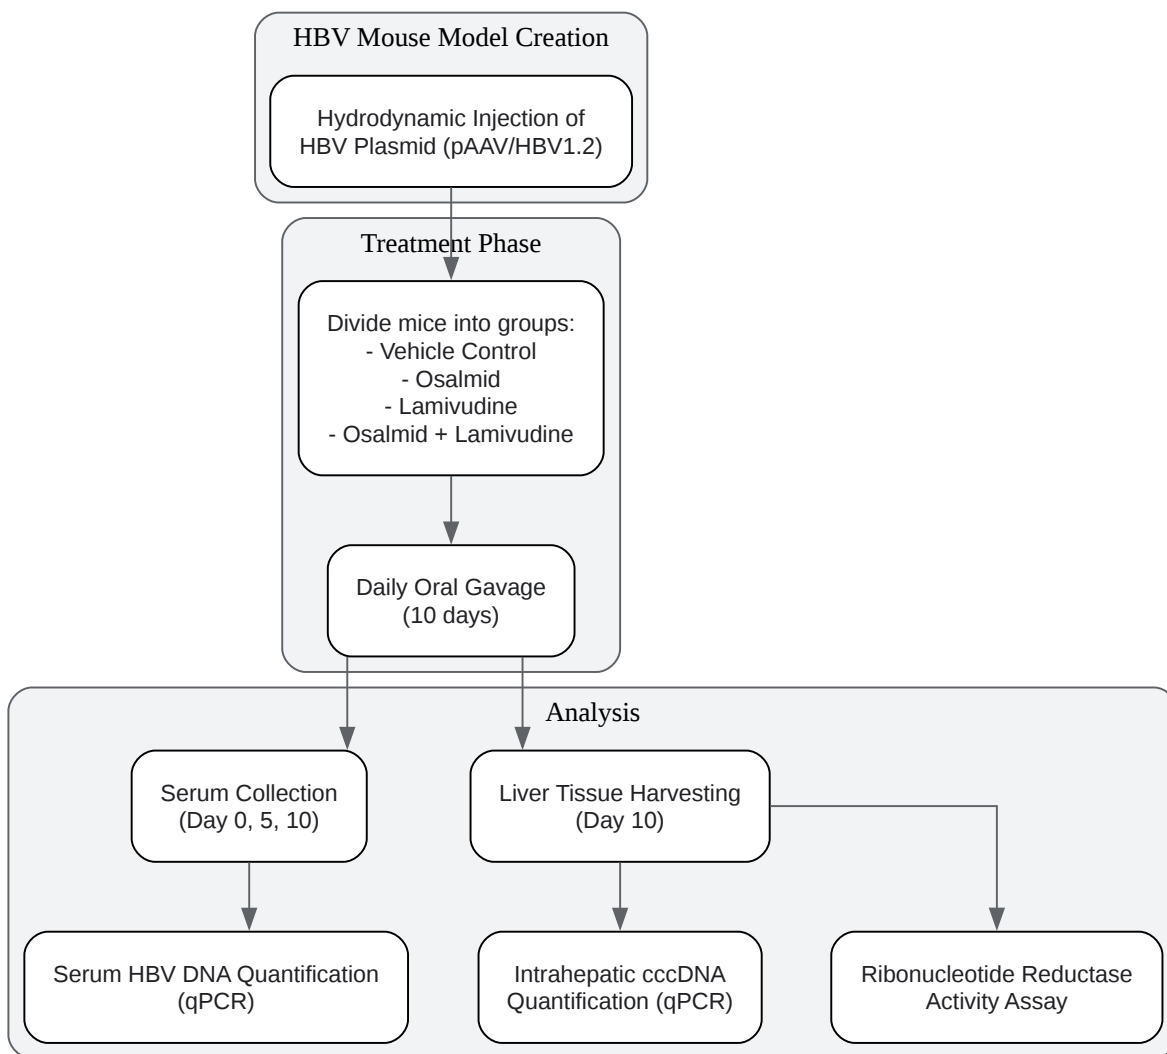 HBV Mouse Model Creation
Hydrodynamic Injection of
HBV Plasmid (pAAV/HBV1.2)
Treatment Phase
Divide mice into groups:
- Vehicle Control
- Osalmid
- Lamivudine
- Osalmid + Lamivudine
Daily Oral Gavage
(10 days)
Analysis
Serum Collection
(Day 0, 5, 10)
Liver Tissue Harvesting
(Day 10)
Serum HBV DNA Quantification
(qPCR)
Intrahepatic cccDNA
Quantification (qPCR)
Ribonucleotide Reductase
Activity Assay